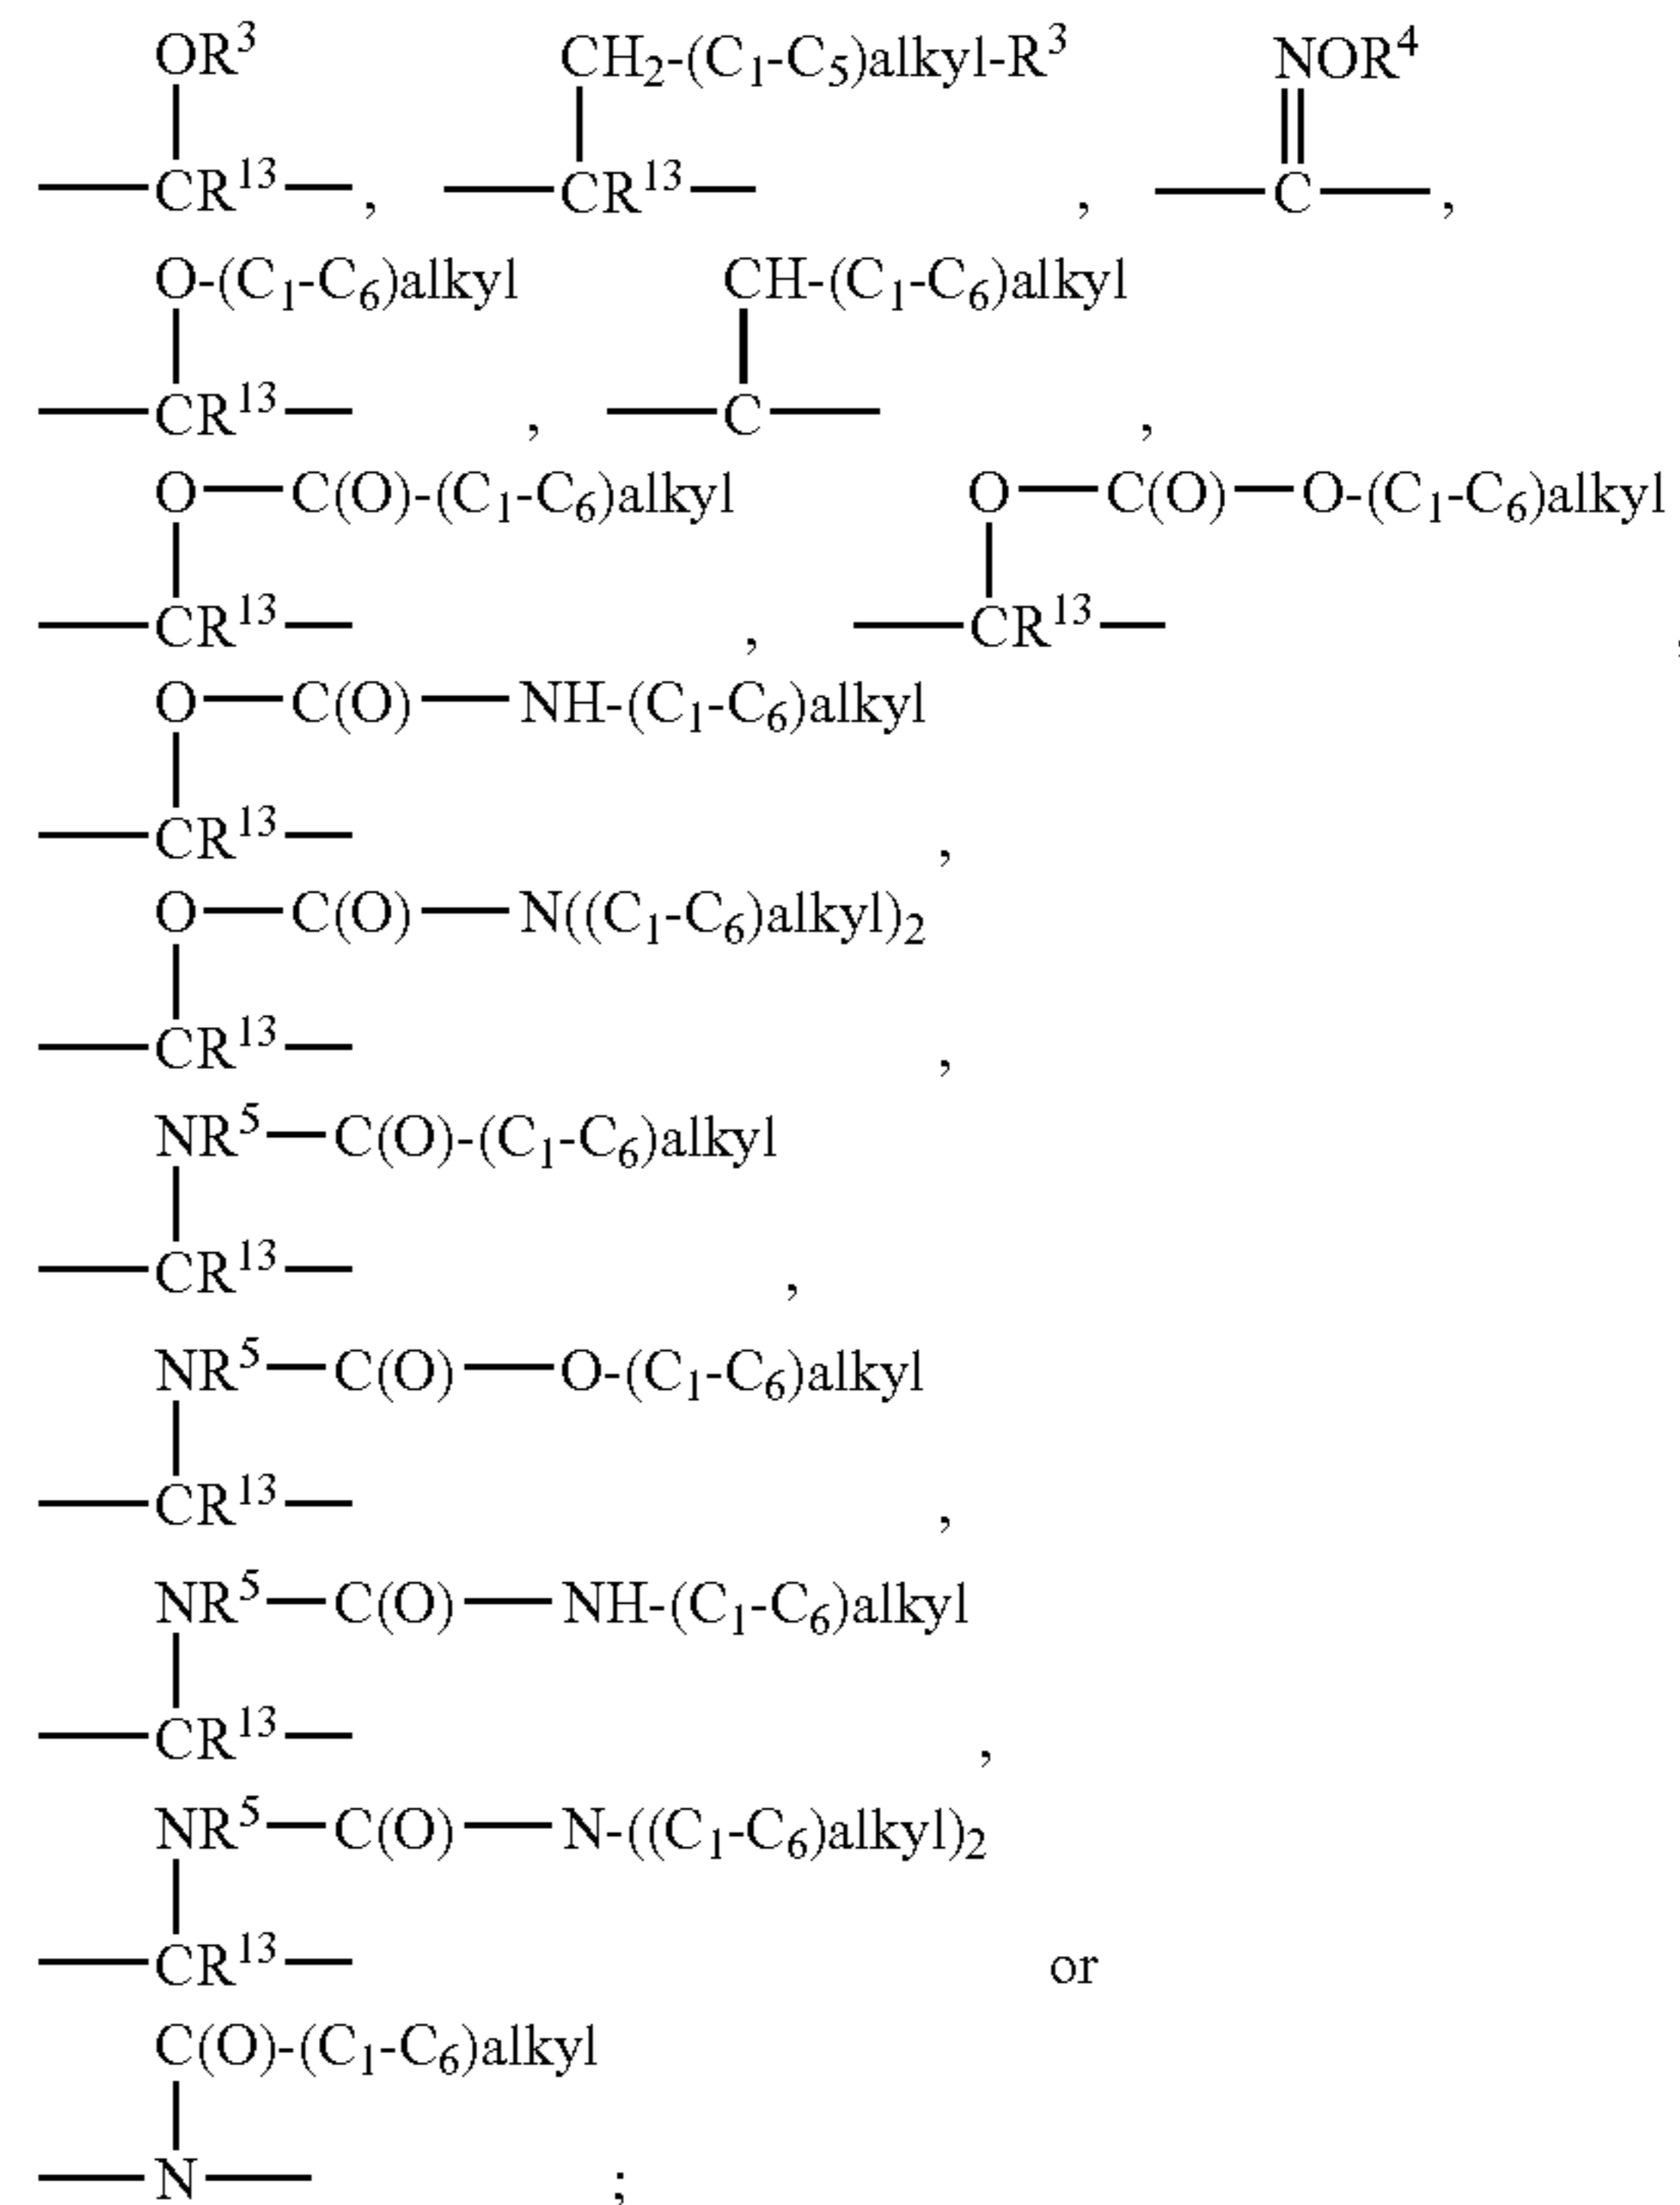 OR³ CH₂-(C₁-C₅)alkyl-R³ NOR⁴
—CR¹³—, —CR¹³—, —C—,
O-(C₁-C₆)alkyl CH-(C₁-C₆)alkyl
—CR¹³—, —C—,
O—C(O)-(C₁-C₆)alkyl O—C(O)—O-(C₁-C₆)alkyl
—CR¹³—, —CR¹³—,
O—C(O)—NH-(C₁-C₆)alkyl
—CR¹³—,
O—C(O)—N((C₁-C₆)alkyl)₂
—CR¹³—,
NR⁵—C(O)-(C₁-C₆)alkyl
—CR¹³—,
NR⁵—C(O)—O-(C₁-C₆)alkyl
—CR¹³—,
NR⁵—C(O)—NH-(C₁-C₆)alkyl
—CR¹³—,
NR⁵—C(O)—N-((C₁-C₆)alkyl)₂
—CR¹³— or
C(O)-(C₁-C₆)alkyl
—N—;